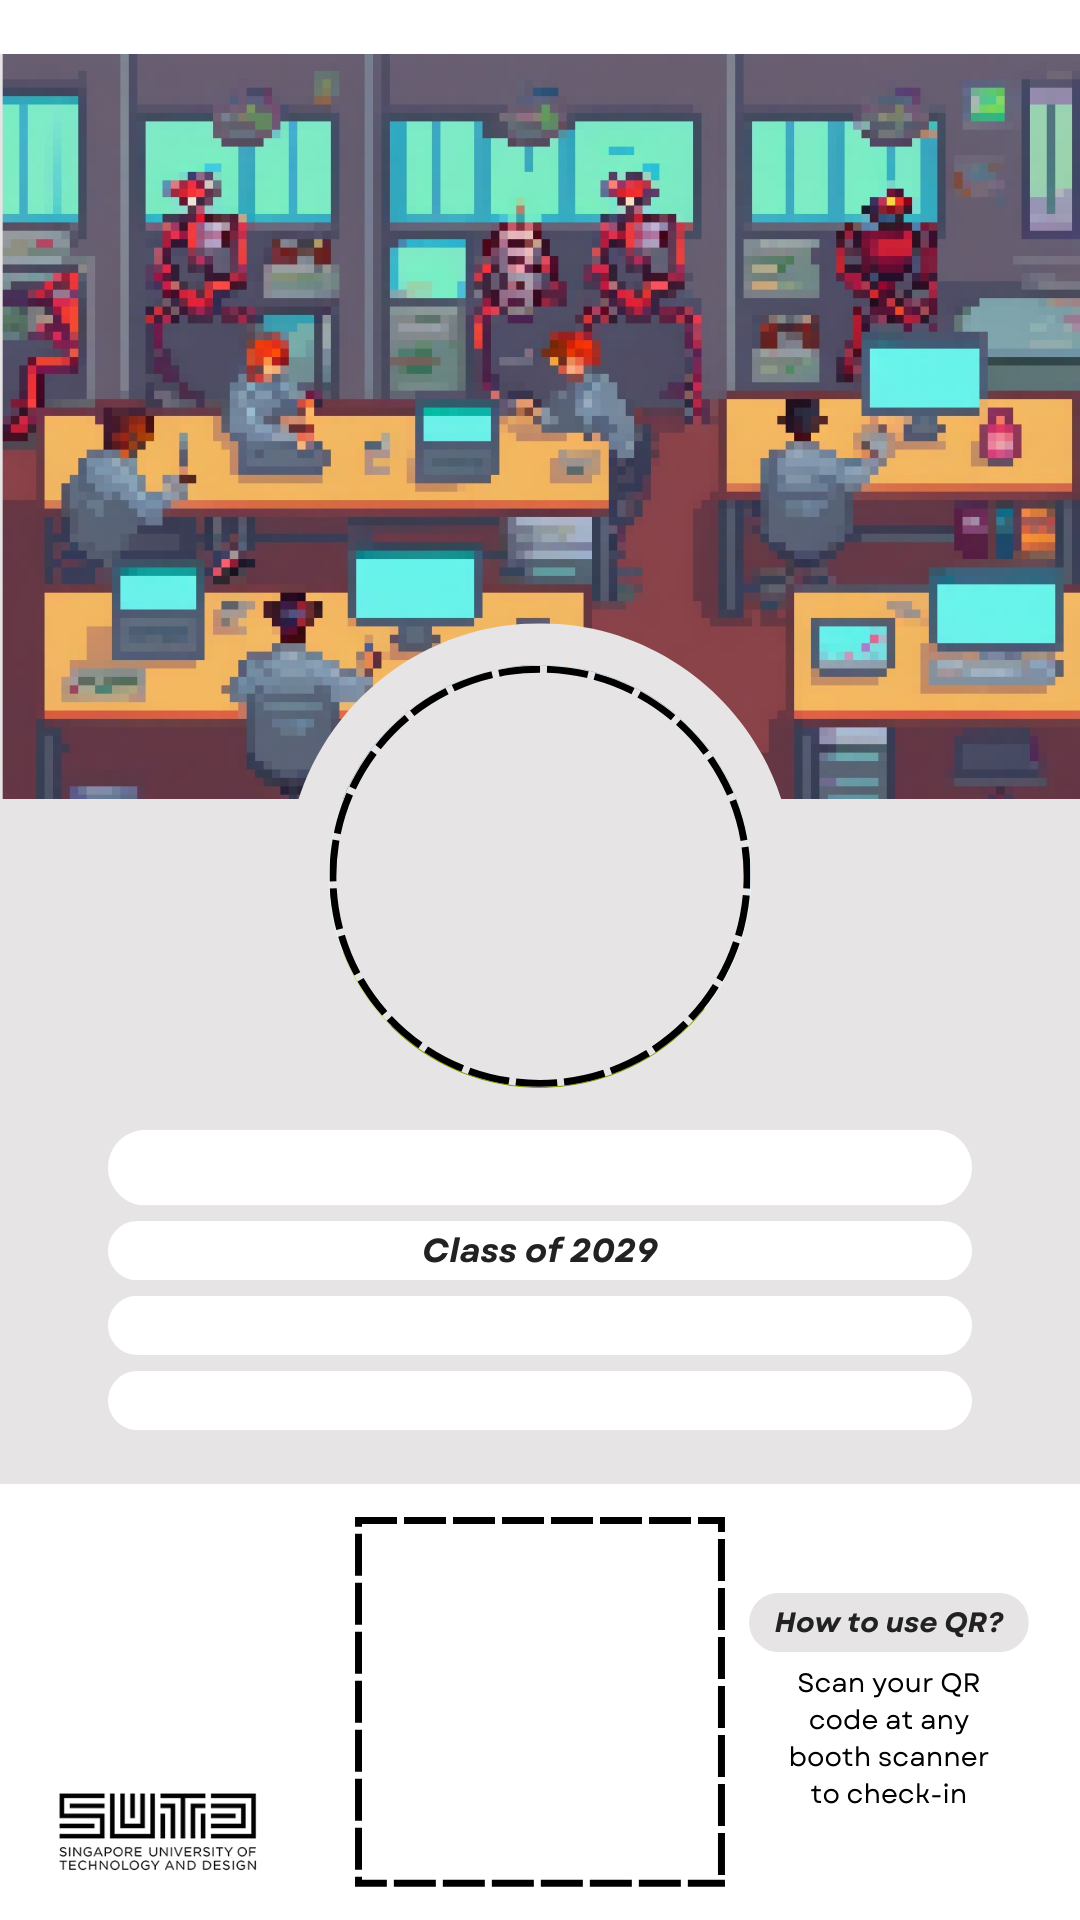 Class of 2029
How to use QR?
Scan your QR
code at any
booth scanner
to check-in
SUTD
SINGAPORE UNIVERSITY OF
TECHNOLOGY AND DESIGN